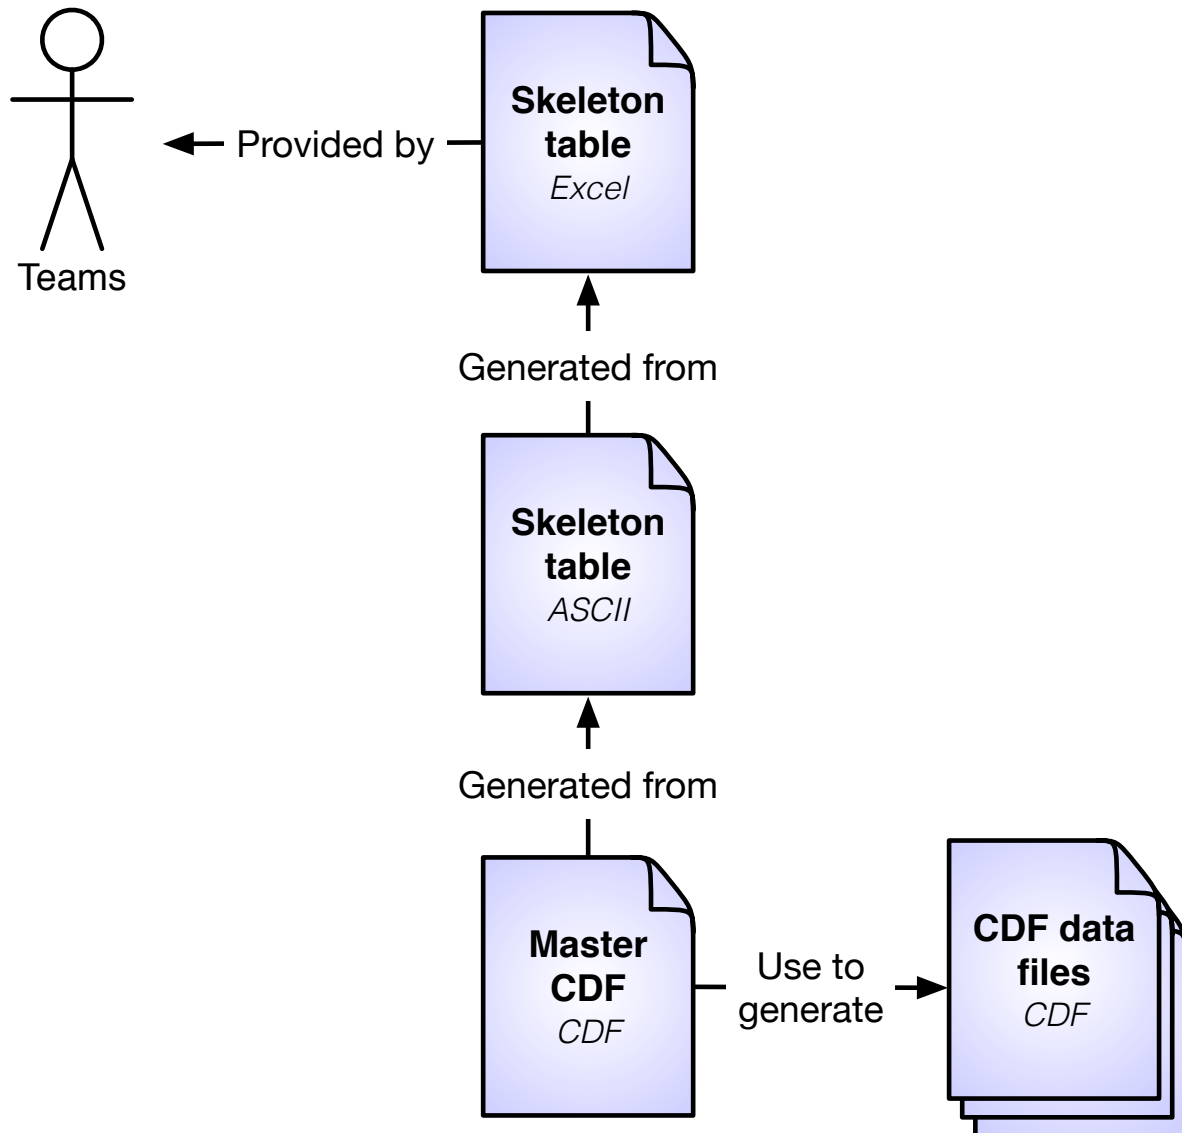 Skeleton
table
Excel
Provided by
Teams
Generated from
Skeleton
table
ASCII
Generated from
Master
CDF
CDF
Use to
generate
CDF data
files
CDF